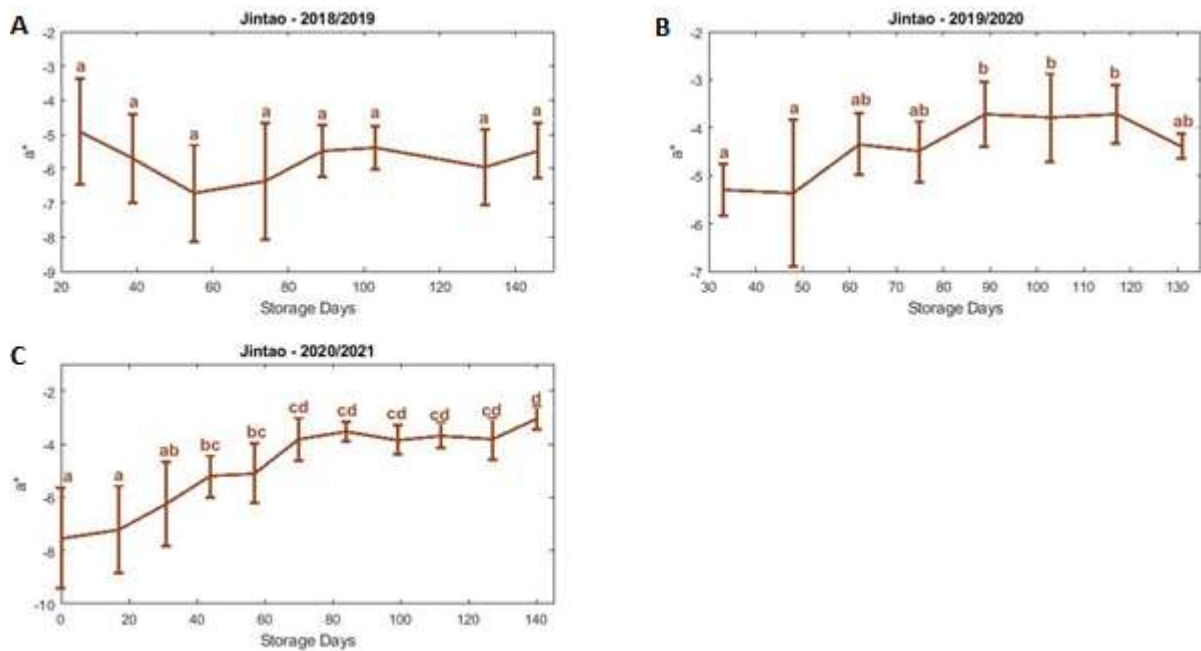 A
Jintao - 2018/2019
-2
-3
-4
-5
-6
-7
-8
-9
a*
a a a a a a a a
20 40 60 80 100 120 140
Storage Days
B
Jintao - 2019/2020
-2
-3
-4
-5
-6
-7
a*
a a ab ab b b b ab
30 40 50 60 70 80 90 100 110 120 130
Storage Days
C
Jintao - 2020/2021
-2
-4
-6
-8
-10
a*
a a ab bc bc cd cd cd cd cd d
0 20 40 60 80 100 120 140
Storage Days